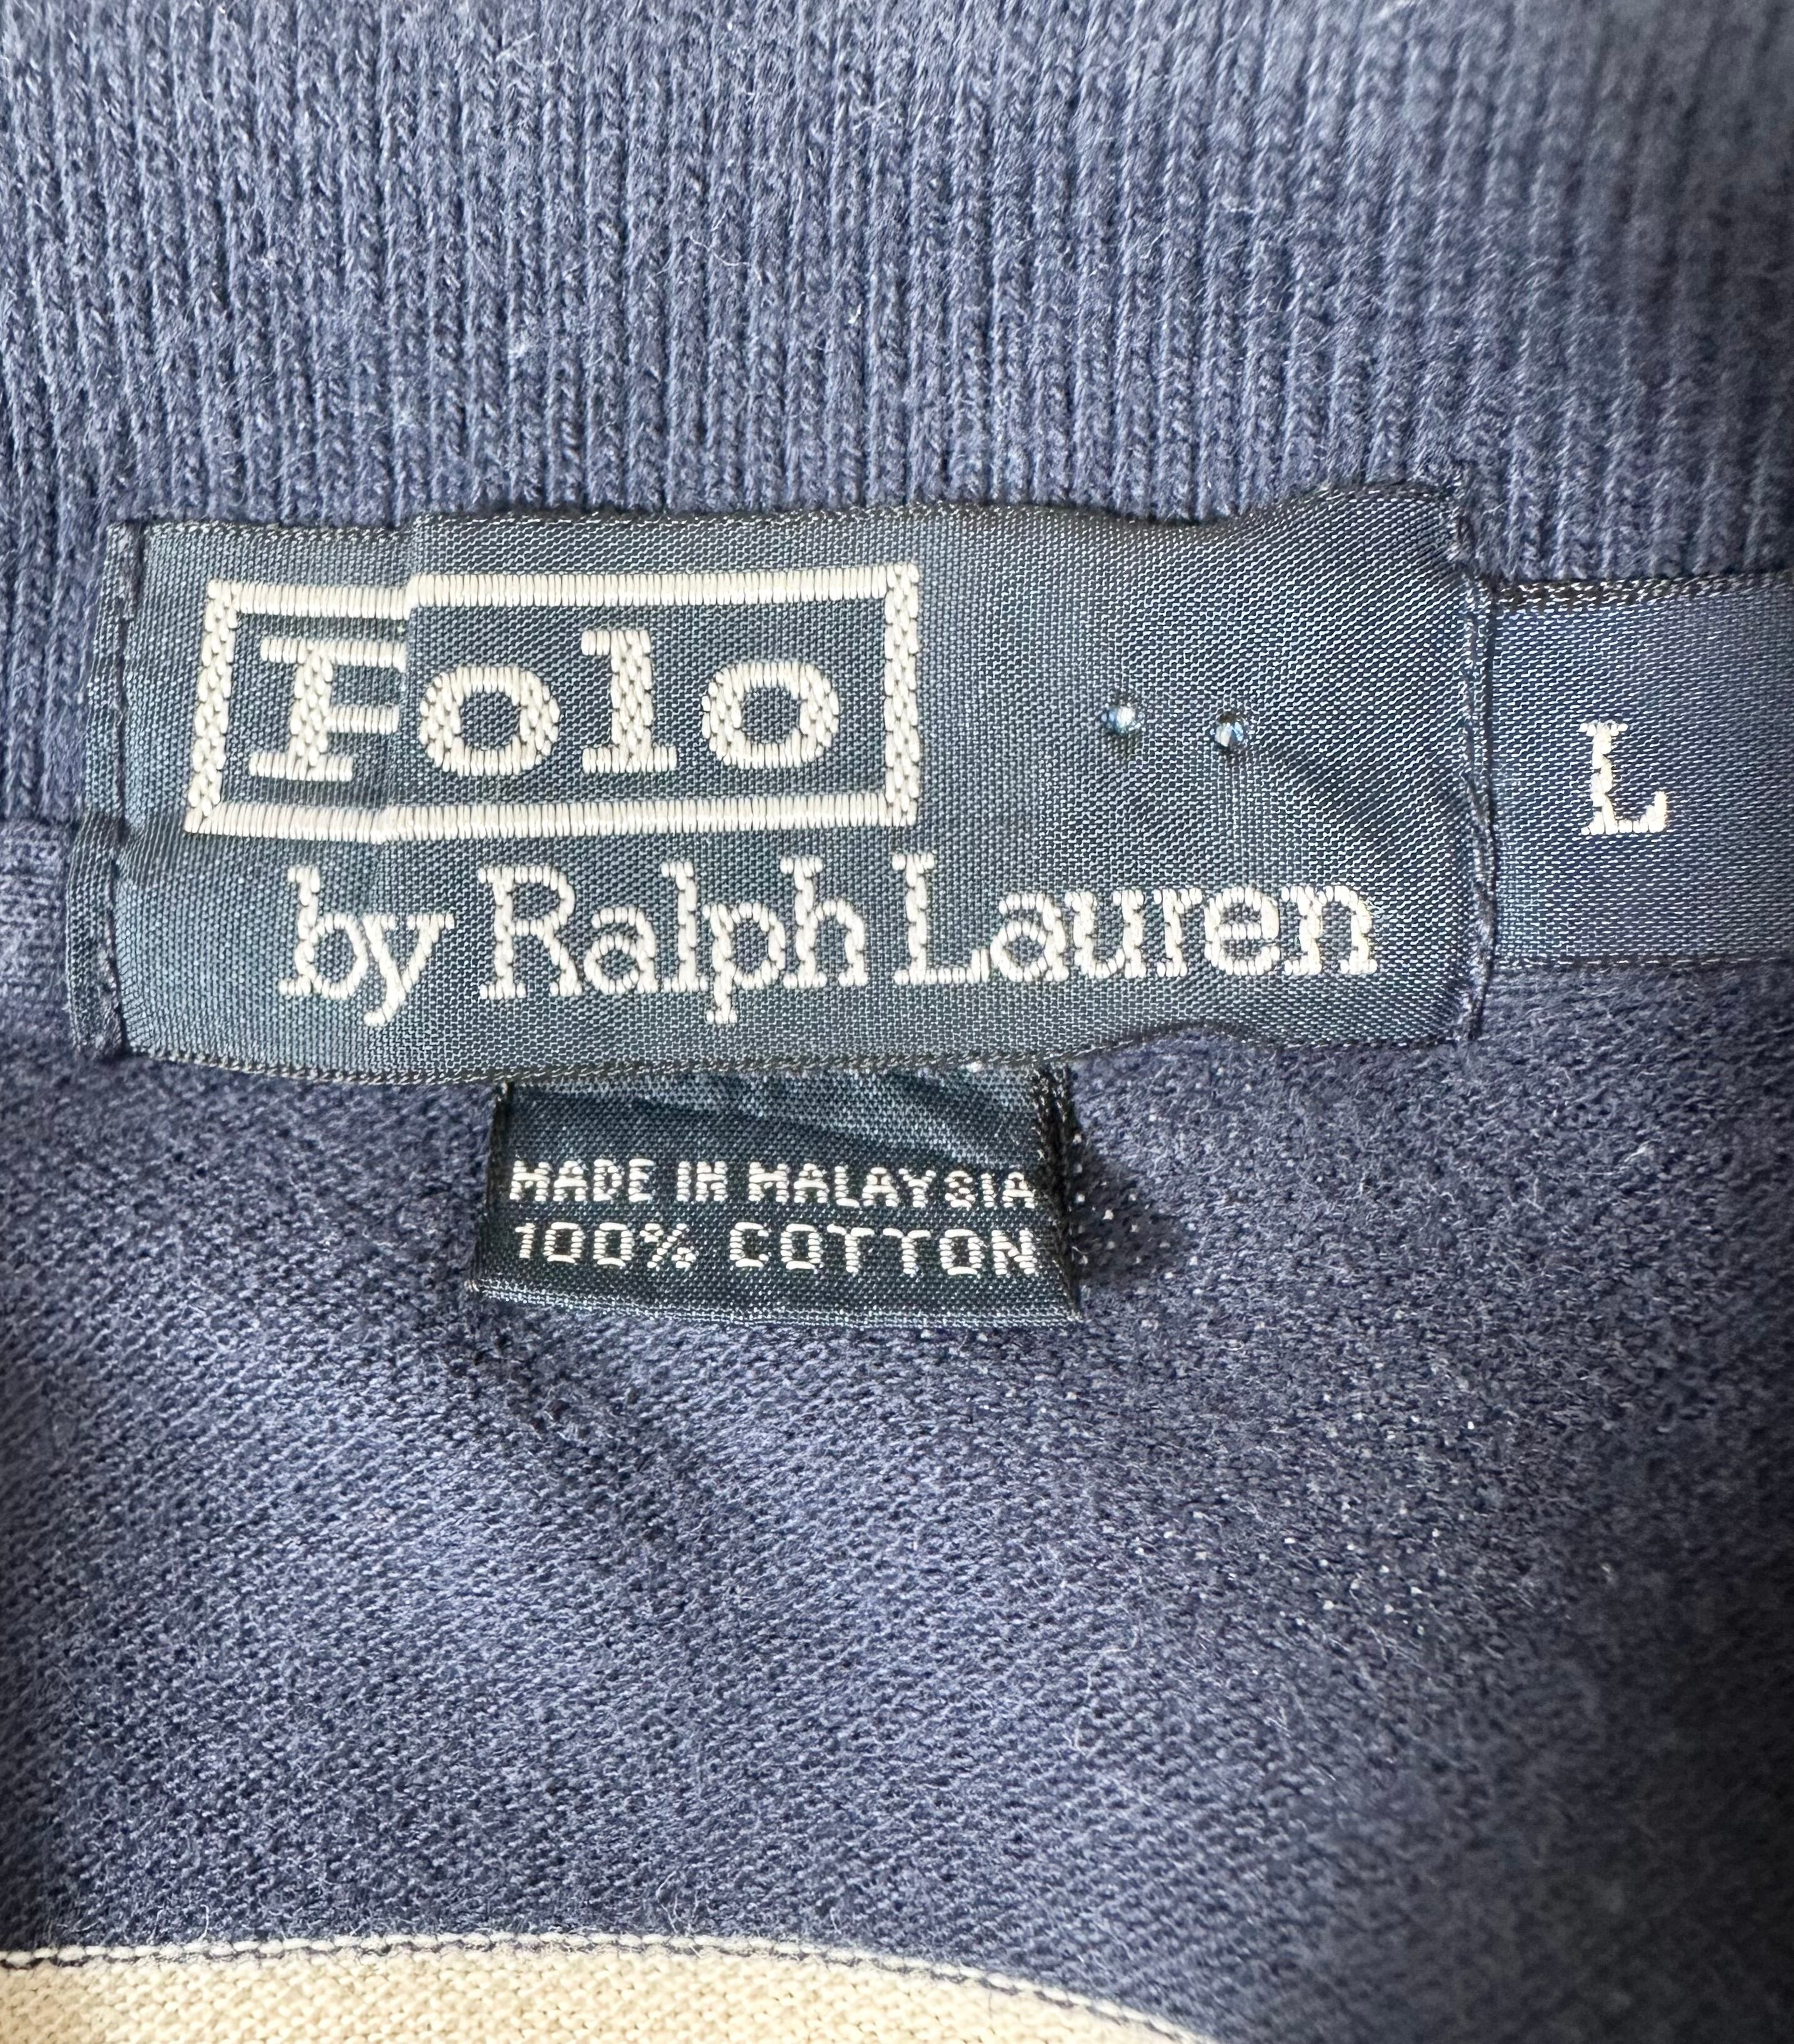 Polo
by Ralph Lauren
L
MADE IN MALAYSIA
100% COTTON